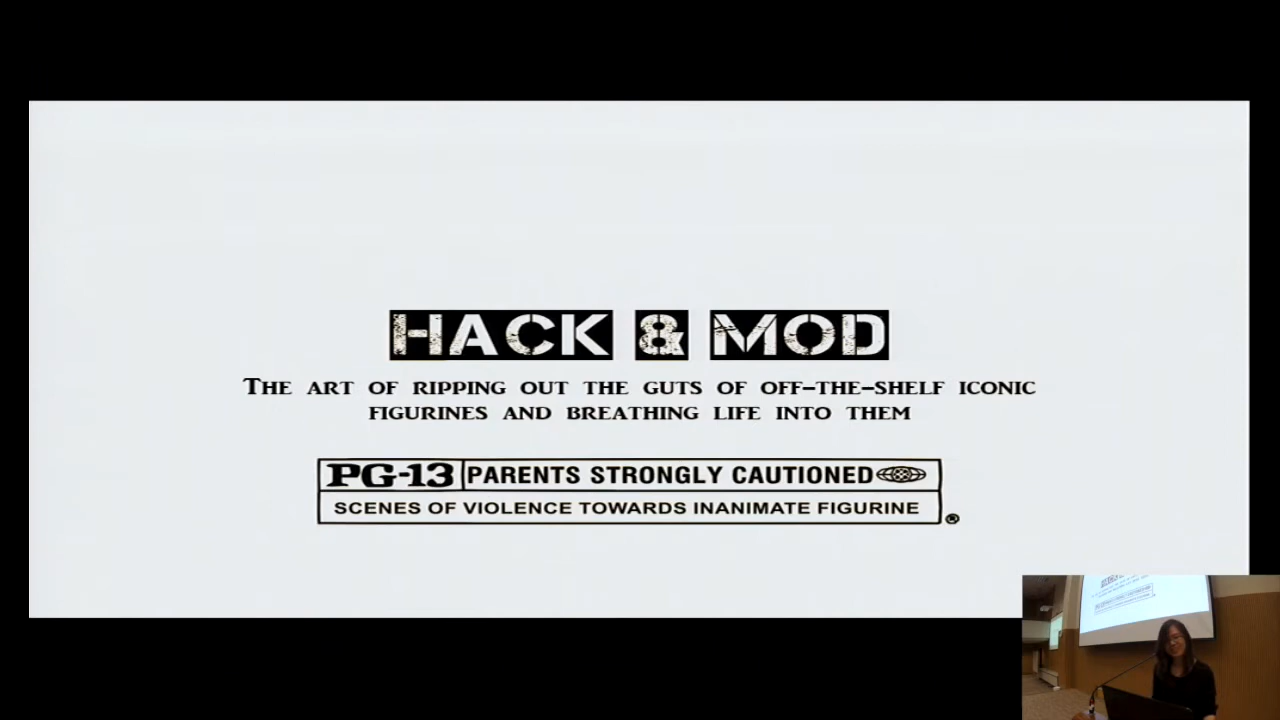 HACK & MOD
THE ART OF RIPPING OUT THE GUTS OF OFF-THE-SHELF ICONIC
FIGURINES AND BREATHING LIFE INTO THEM
PG-13 PARENTS STRONGLY CAUTIONED
SCENES OF VIOLENCE TOWARDS INANIMATE FIGURINE
®